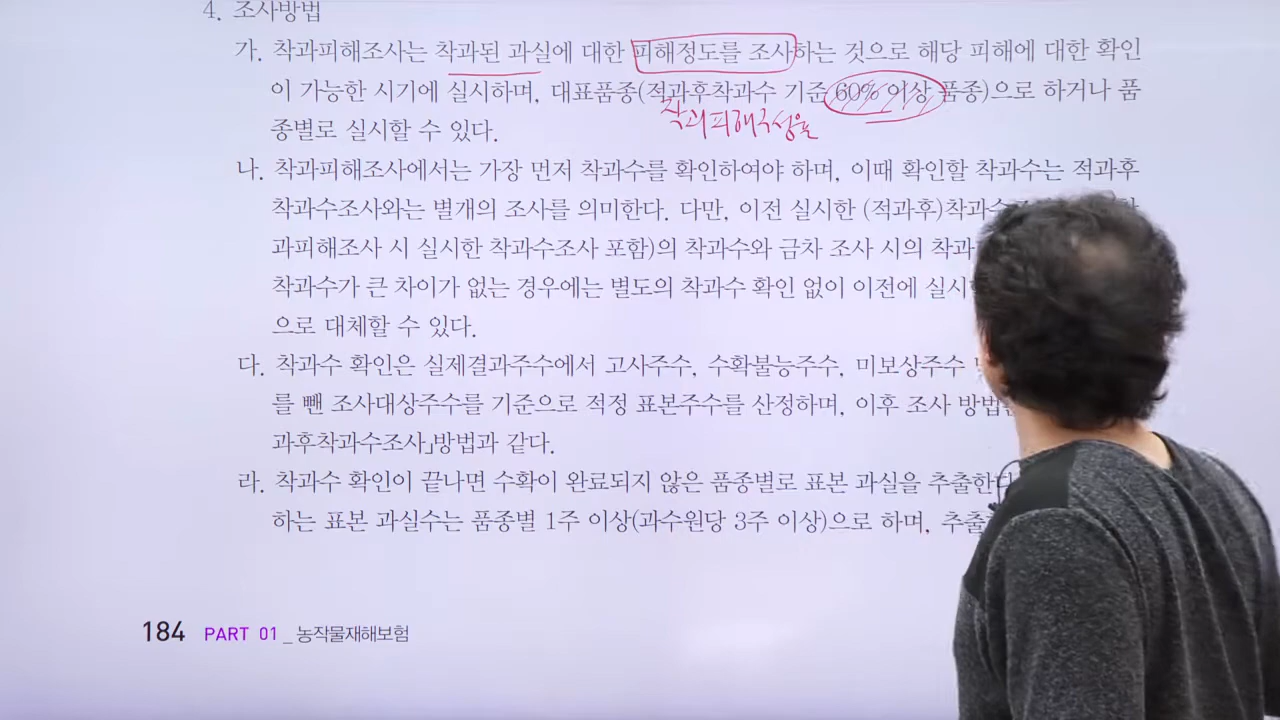 4. 조사방법
가. 착과피해조사는 착과된 과실에 대한 피해정도를 조사하는 것으로 해당 피해에 대한 확인
이 가능한 시기에 실시하며, 대표품종(적과후착과수 기준 60% 이상 품종)으로 하거나 품
착과피해구성율
종별로 실시할 수 있다.
나. 착과피해조사에서는 가장 먼저 착과수를 확인하여야 하며, 이때 확인할 착과수는 적과후
착과수조사와는 별개의 조사를 의미한다. 다만, 이전 실시한 (적과후)착과수
과피해조사 시 실시한 착과수조사 포함)의 착과수와 금차 조사 시의 착과
착과수가 큰 차이가 없는 경우에는 별도의 착과수 확인 없이 이전에 실시
으로 대체할 수 있다.
다. 착과수 확인은 실제결과주수에서 고사주수, 수확불능주수, 미보상주수
를 뺀 조사대상주수를 기준으로 적정 표본주수를 산정하며, 이후 조사 방법은
과후착과수조사」방법과 같다.
라. 착과수 확인이 끝나면 수확이 완료되지 않은 품종별로 표본 과실을 추출한다
하는 표본 과실수는 품종별 1주 이상(과수원당 3주 이상)으로 하며, 추출
184 PART 01 _ 농작물재해보험